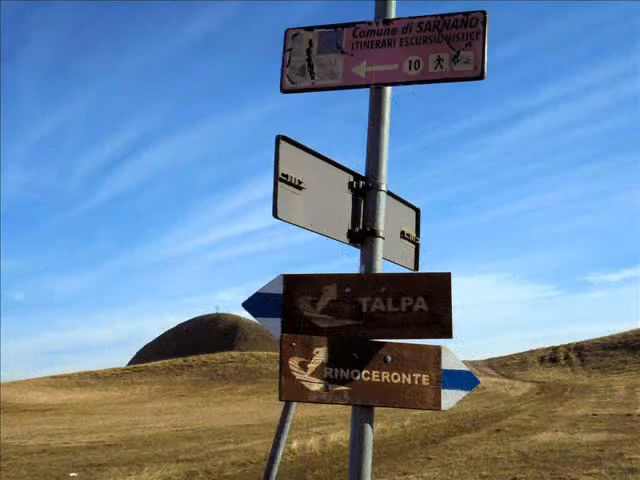 Comune di SARNANO
ITINERARI ESCURSIONISTICI
10
TALPA
RINOCERONTE